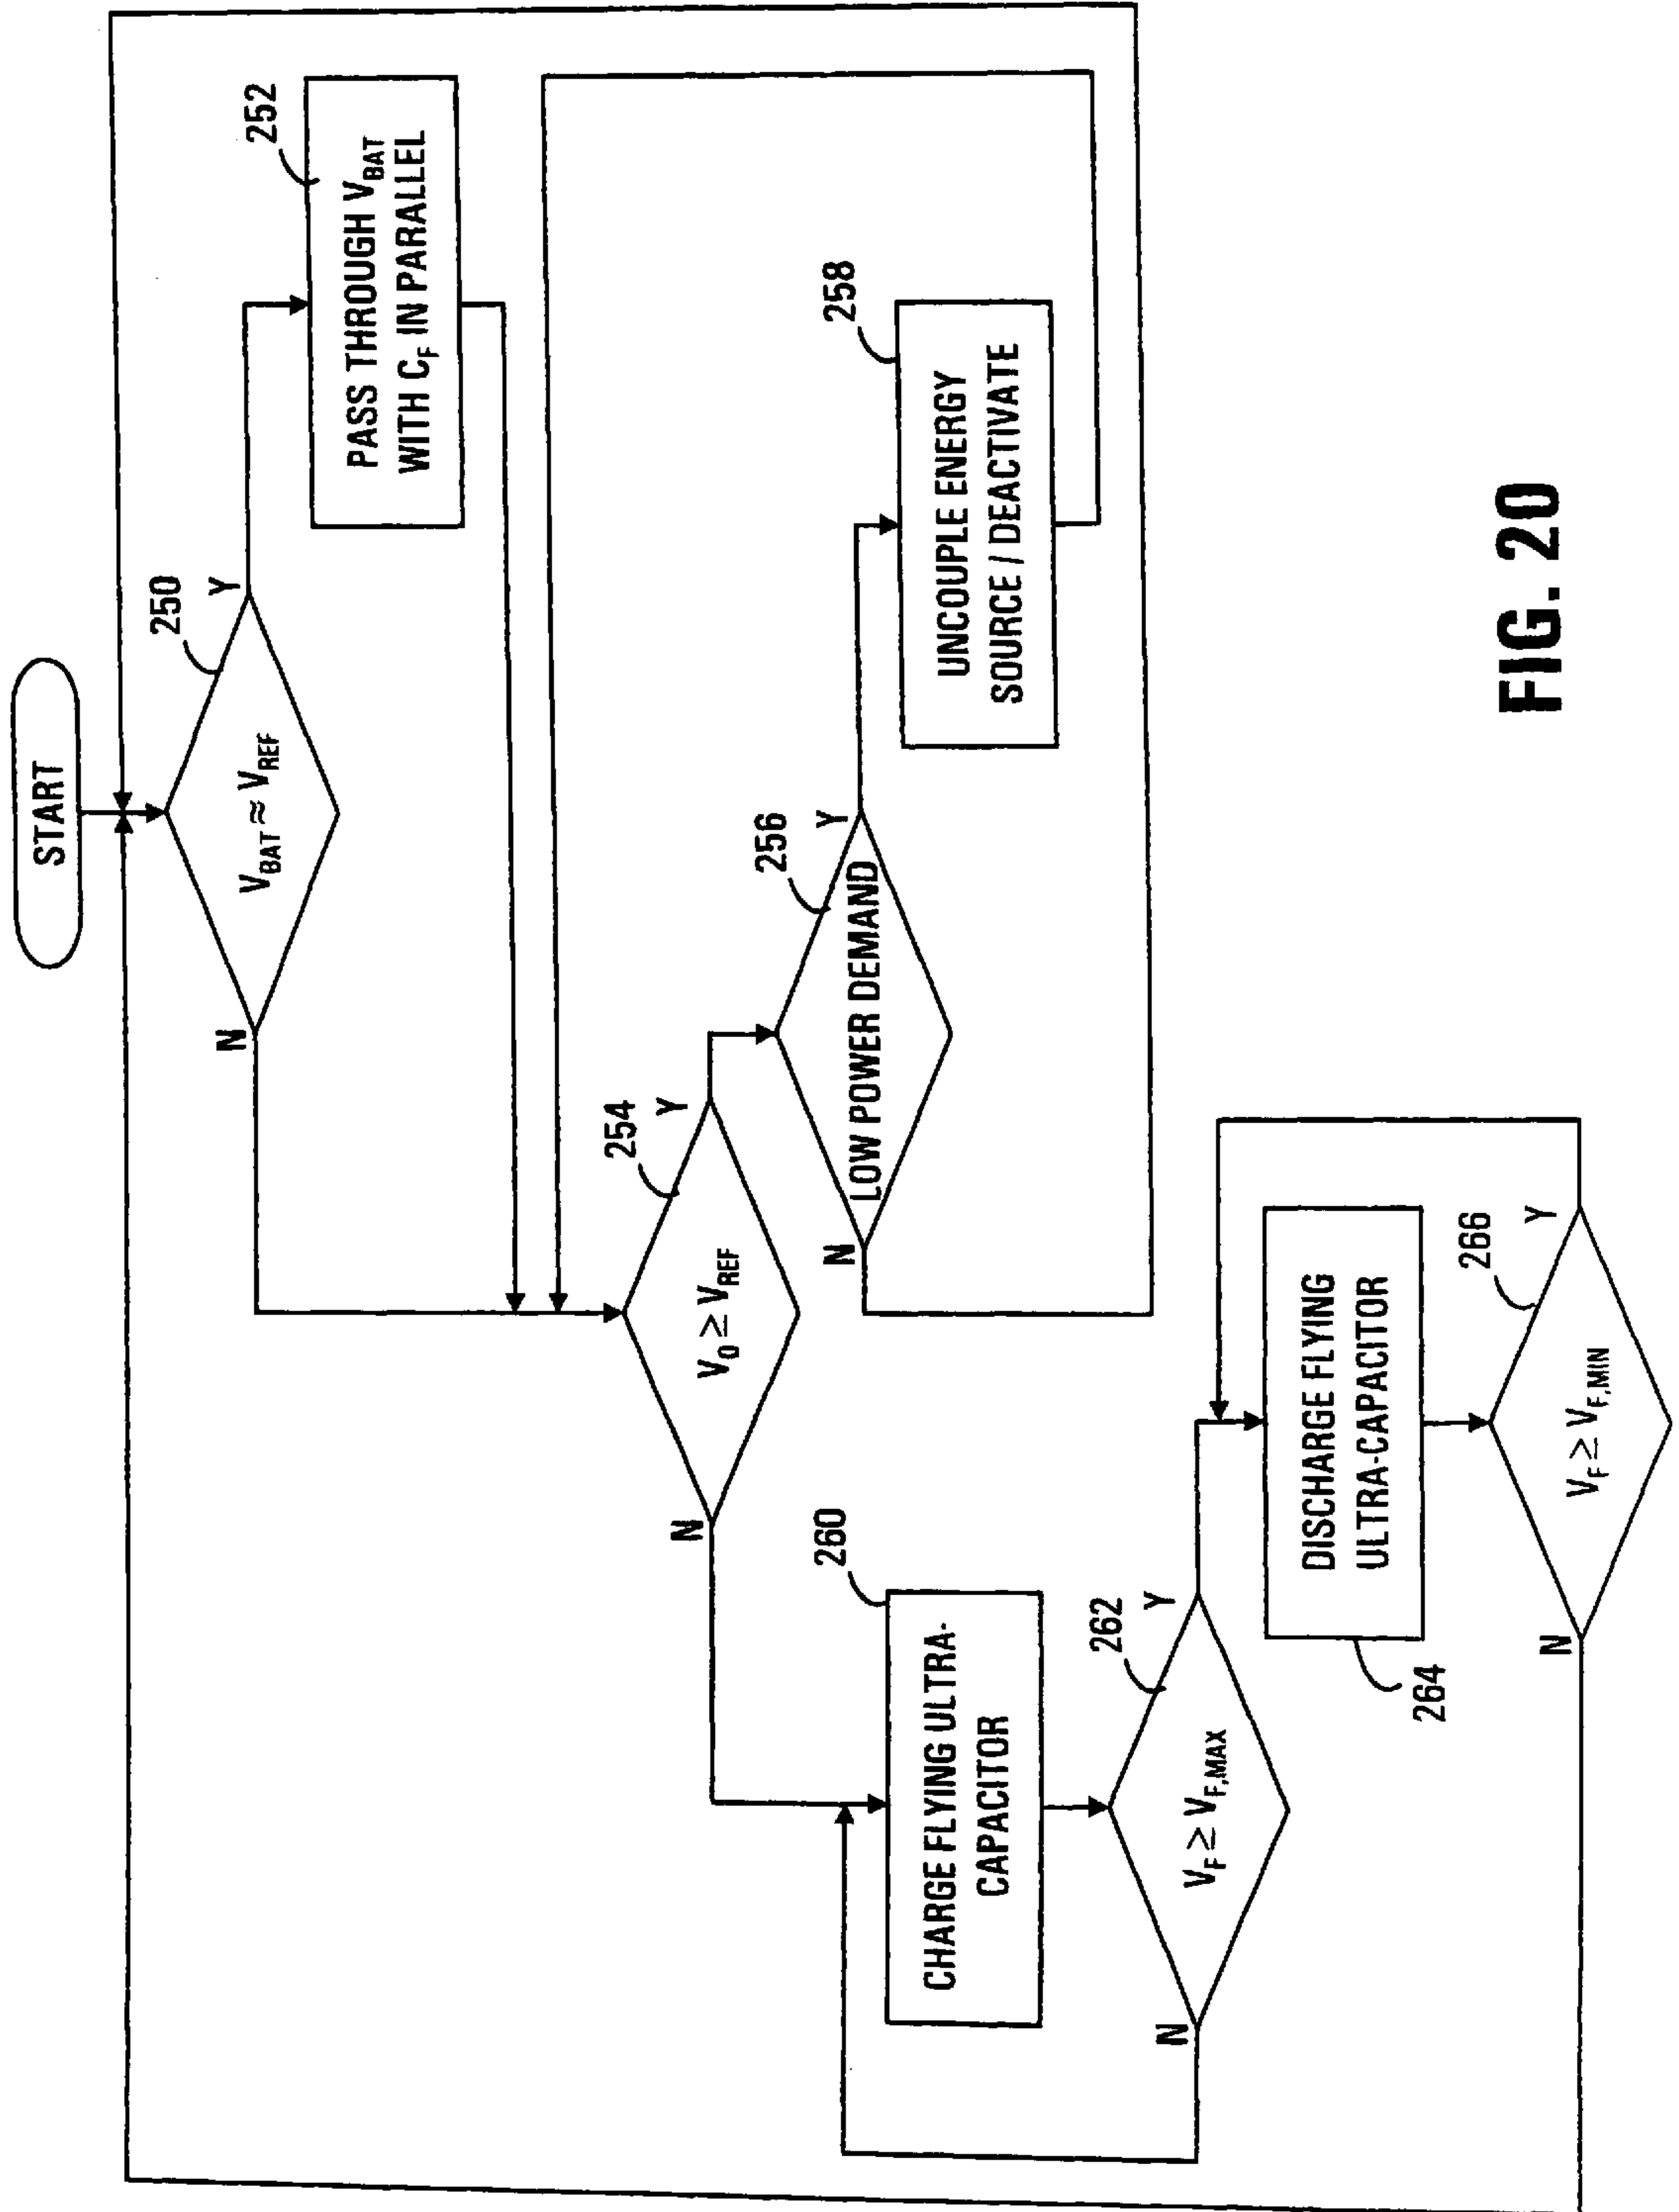 START
250
V_BAT ≈ V_REF
N
Y
252
PASS THROUGH V_BAT
WITH C_F IN PARALLEL
254
V_O ≥ V_REF
N
Y
256
LOW POWER DEMAND
N
Y
258
UNCOUPLE ENERGY
SOURCE / DEACTIVATE
260
CHARGE FLYING ULTRA-
CAPACITOR
262
V_F ≥ V_F,MAX
N
Y
264
DISCHARGE FLYING
ULTRA-CAPACITOR
266
V_F ≥ V_F,MIN
N
Y
FIG. 20